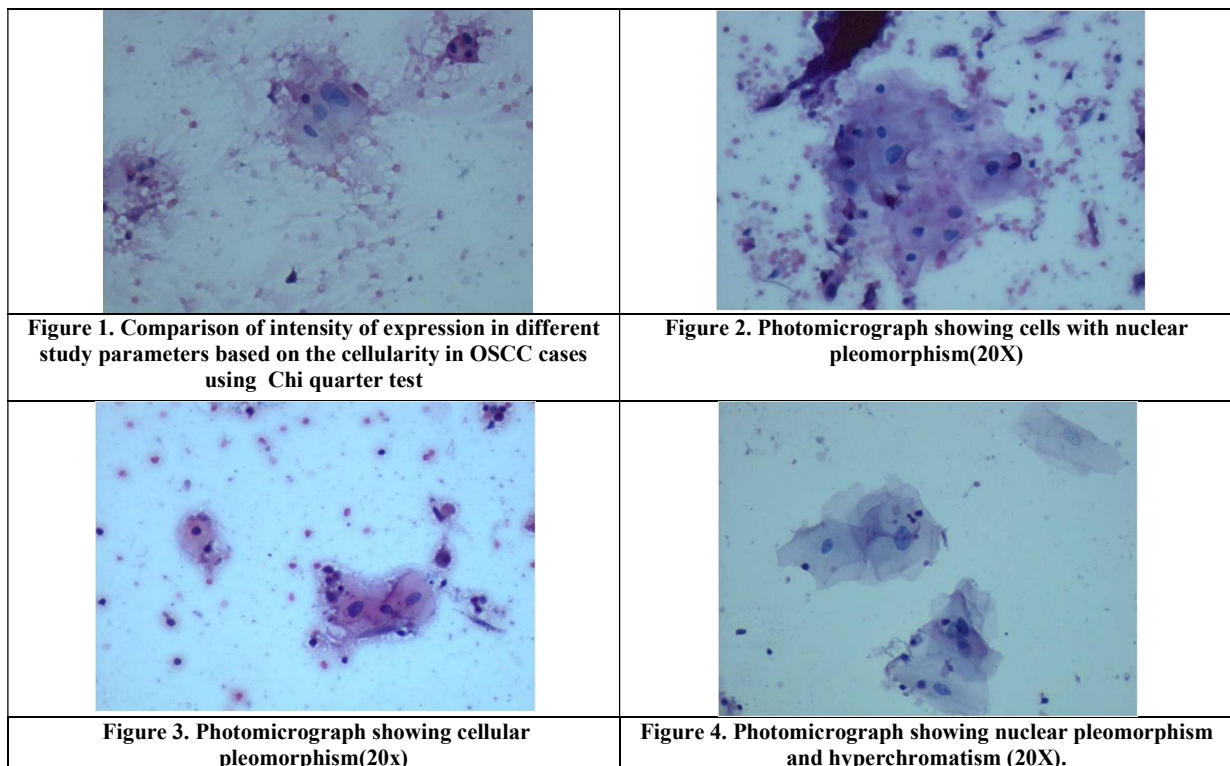 Figure 1. Comparison of intensity of expression in different
study parameters based on the cellularity in OSCC cases
using Chi quarter test
Figure 2. Photomicrograph showing cells with nuclear
pleomorphism(20X)
Figure 3. Photomicrograph showing cellular
pleomorphism(20x)
Figure 4. Photomicrograph showing nuclear pleomorphism
and hyperchromatism (20X).